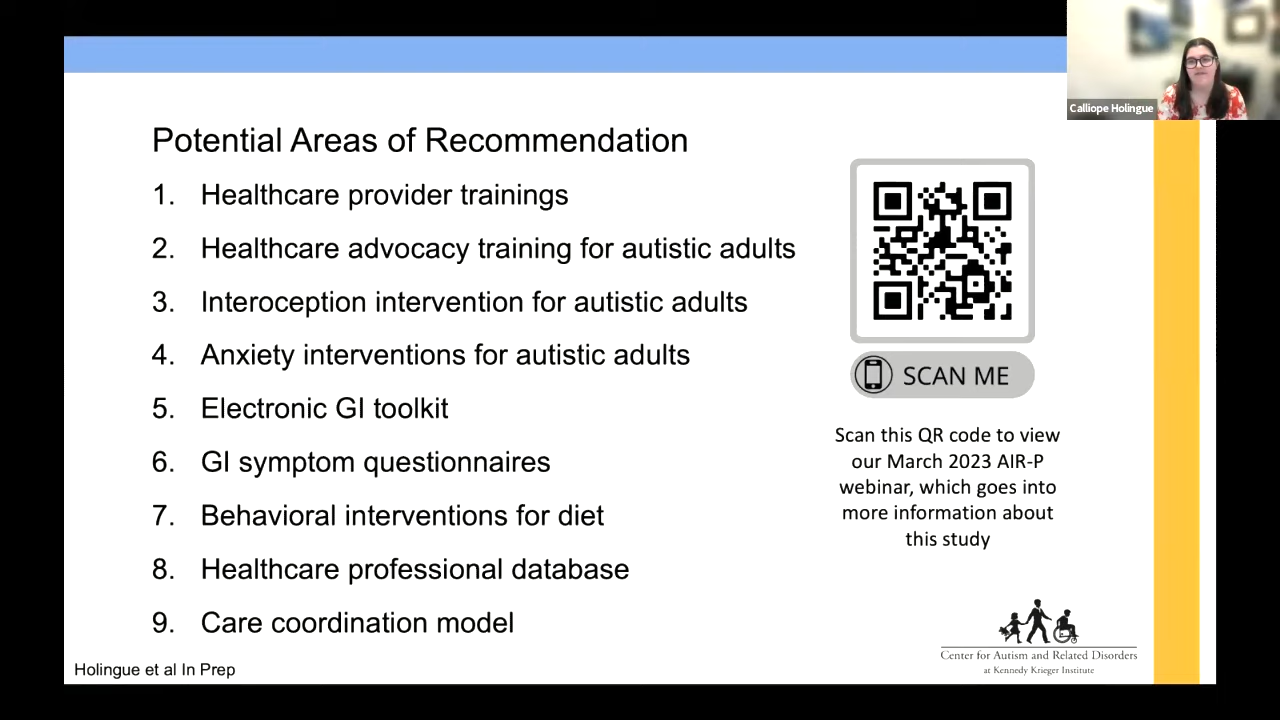 Calliope Holingue
Potential Areas of Recommendation
1. Healthcare provider trainings
2. Healthcare advocacy training for autistic adults
3. Interoception intervention for autistic adults
4. Anxiety interventions for autistic adults
5. Electronic GI toolkit
6. GI symptom questionnaires
7. Behavioral interventions for diet
8. Healthcare professional database
9. Care coordination model
Holingue et al In Prep
SCAN ME
Scan this QR code to view
our March 2023 AIR-P
webinar, which goes into
more information about
this study
Center for Autism and Related Disorders
at Kennedy Krieger Institute